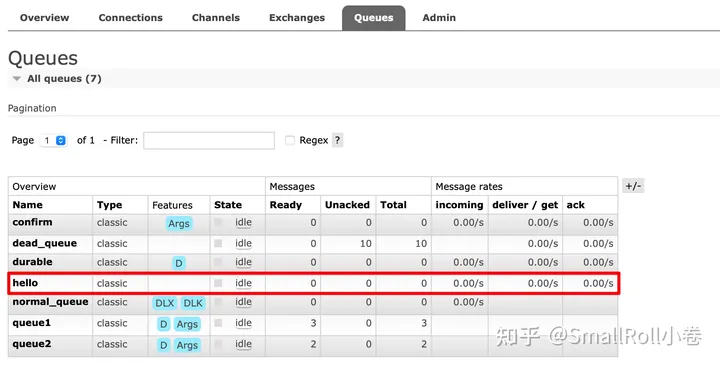 Overview Connections Channels Exchanges Queues Admin
Queues
All queues (7)
Pagination
Page 1 of 1 - Filter: Regex ?
Overview Messages Message rates +/-
Name Type Features State Ready Unacked Total incoming deliver / get ack
confirm classic Args idle 0 0 0 0.00/s 0.00/s 0.00/s
dead_queue classic idle 0 10 10 0.00/s 0.00/s
durable classic D idle 0 0 0 0.00/s 0.00/s 0.00/s
hello classic idle 0 0 0 0.00/s 0.00/s 0.00/s
normal_queue classic DLX DLK idle 0 0 0 0.00/s
queue1 classic D Args idle 3 0 3
queue2 classic D Args idle 2 0 2
知乎 @SmallRoll小卷